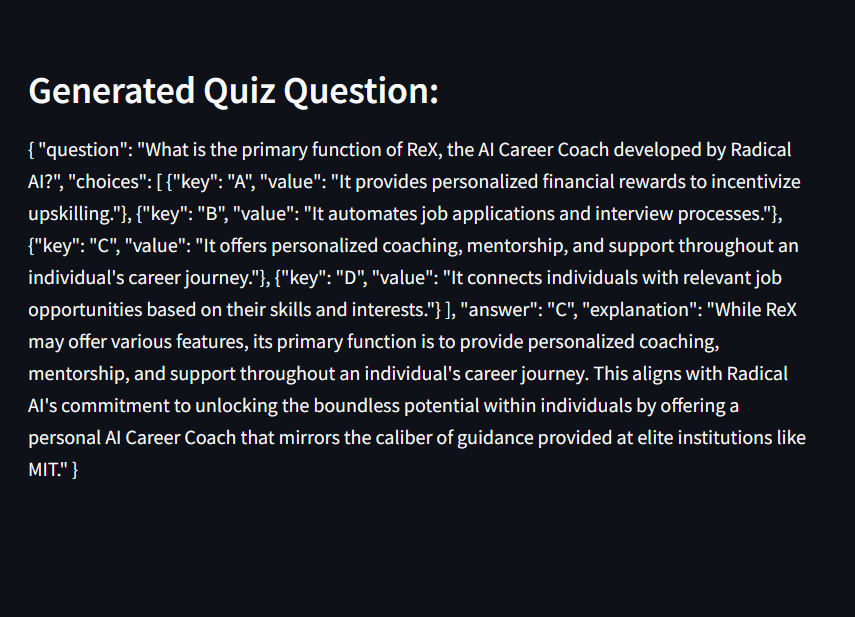 Generated Quiz Question:
{ "question": "What is the primary function of ReX, the AI Career Coach developed by Radical
AI?", "choices": [ {"key": "A", "value": "It provides personalized financial rewards to incentivize
upskilling."}, {"key": "B", "value": "It automates job applications and interview processes."},
{"key": "C", "value": "It offers personalized coaching, mentorship, and support throughout an
individual's career journey."}, {"key": "D", "value": "It connects individuals with relevant job
opportunities based on their skills and interests."} ], "answer": "C", "explanation": "While ReX
may offer various features, its primary function is to provide personalized coaching,
mentorship, and support throughout an individual's career journey. This aligns with Radical
AI's commitment to unlocking the boundless potential within individuals by offering a
personal AI Career Coach that mirrors the caliber of guidance provided at elite institutions like
MIT." }